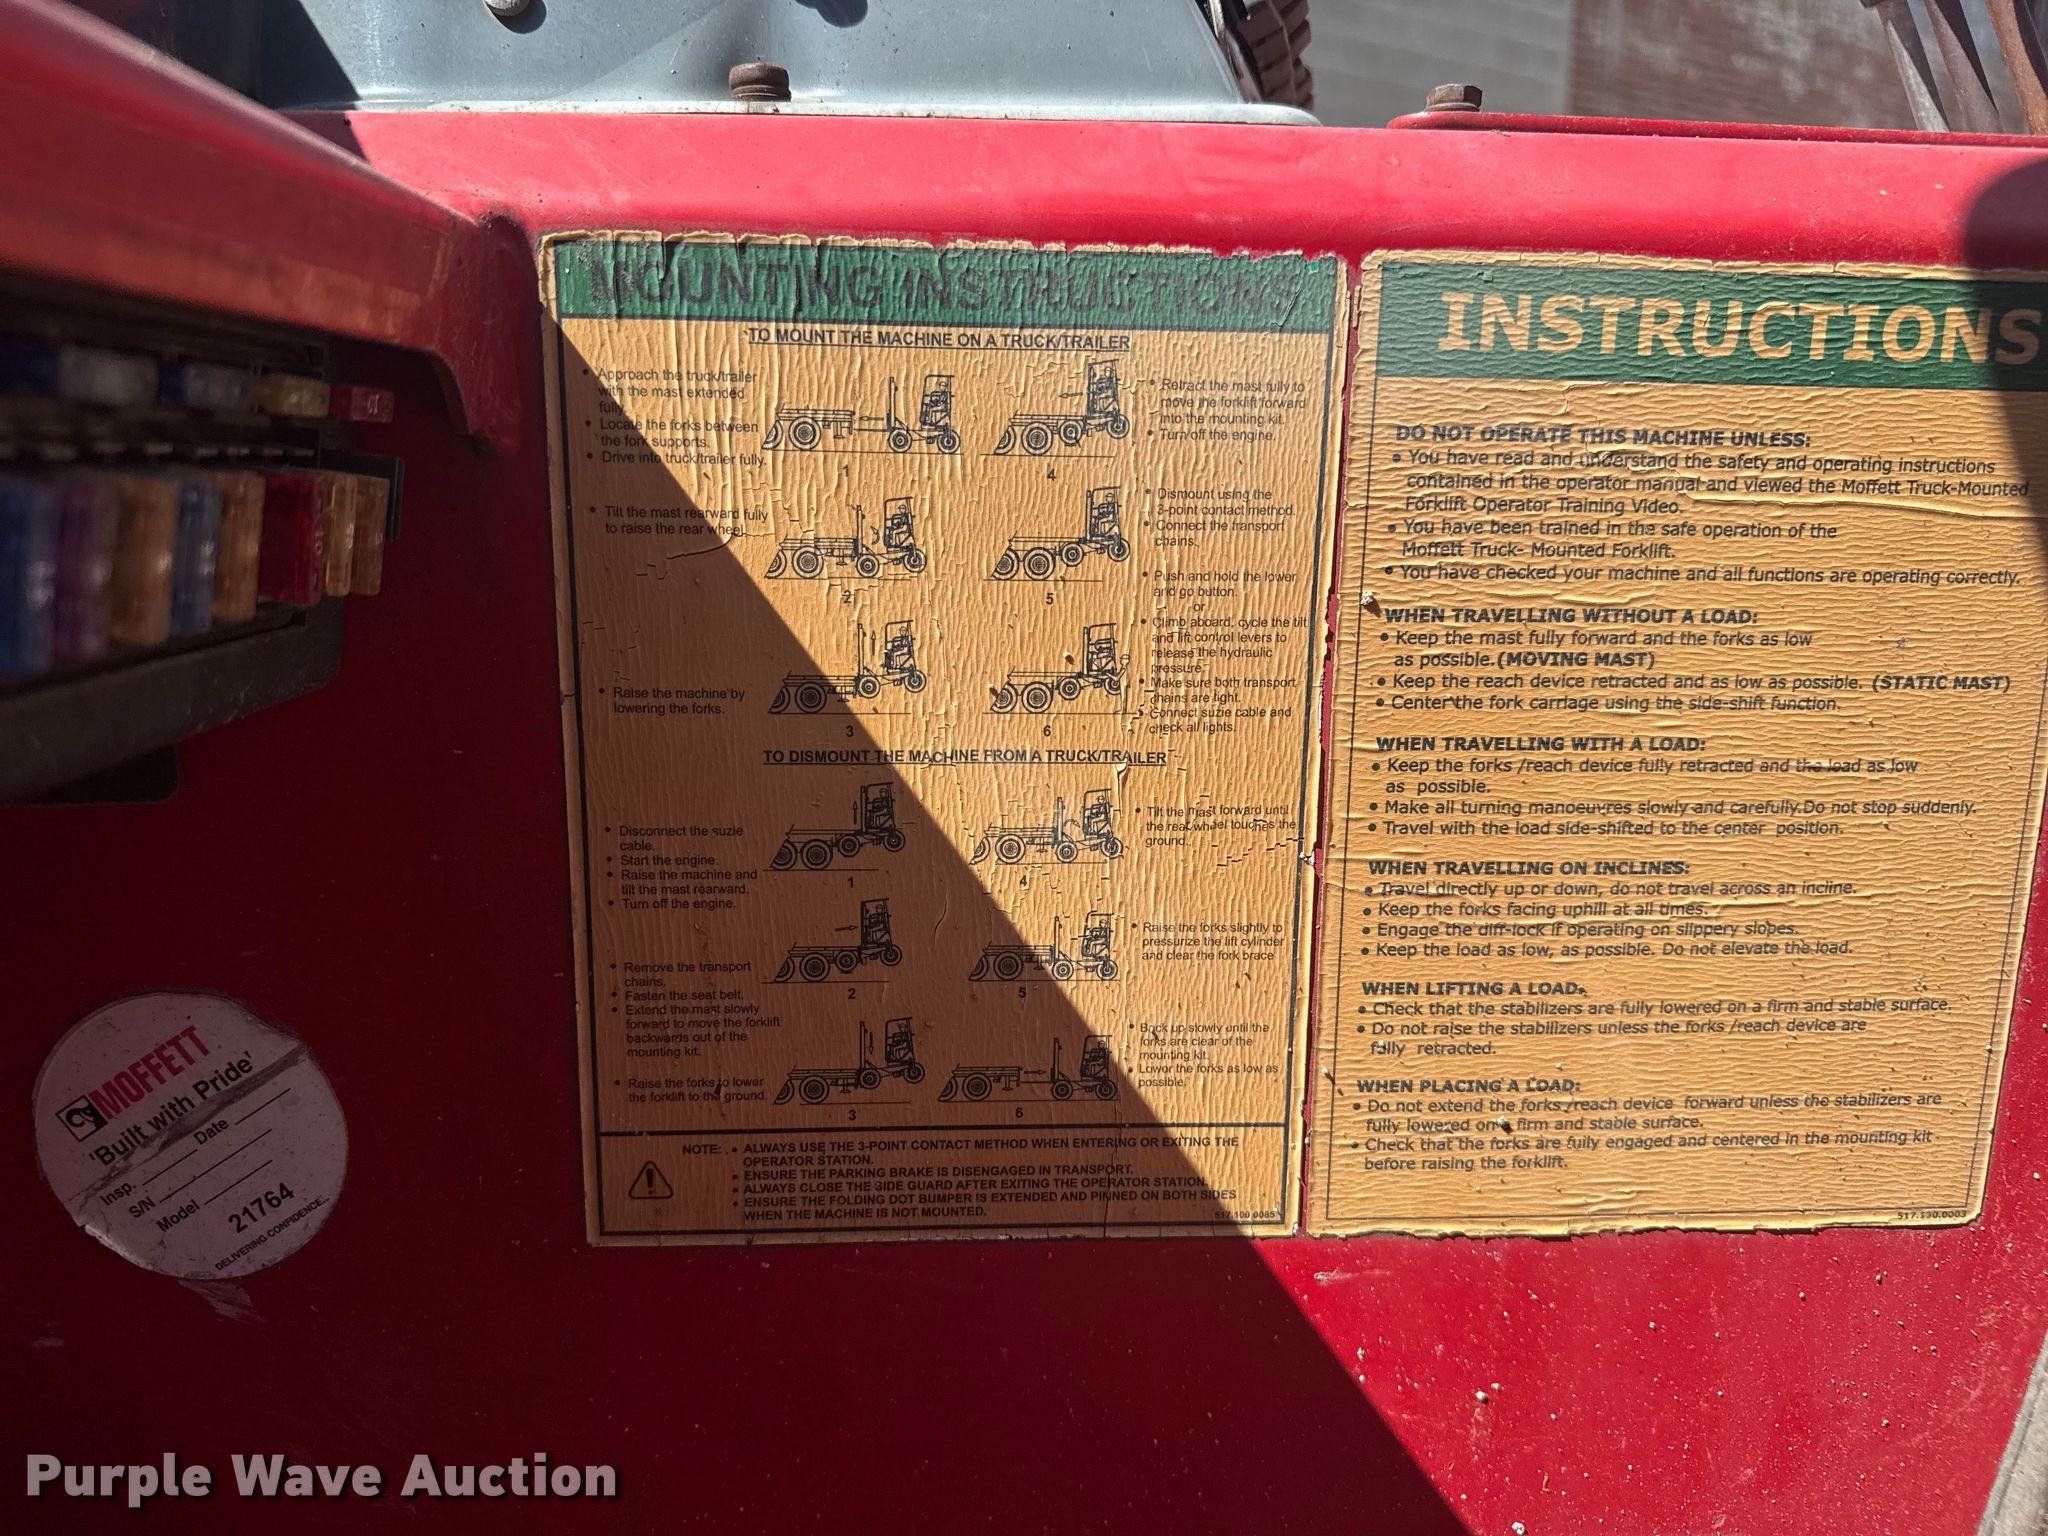 MOUNTING INSTRUCTIONS
TO MOUNT THE MACHINE ON A TRUCK/TRAILER
• Approach the truck/trailer
with the mast extended
fully.
• Locate the forks between
the fork supports.
• Drive into truck/trailer fully.
1
• Tilt the mast rearward fully
to raise the rear wheel.
2
• Raise the machine by
lowering the forks.
3
• Retract the mast fully to
move the forklift forward
into the mounting kit.
• Turn off the engine.
4
• Dismount using the
3-point contact method.
• Connect the transport
chains.
5
• Push and hold the lower
and go button.
or
• Climb aboard, cycle the tilt
and lift control levers to
release the hydraulic
pressure.
• Make sure both transport
chains are tight.
• Connect suzie cable and
check all lights.
6
TO DISMOUNT THE MACHINE FROM A TRUCK/TRAILER
• Disconnect the suzie
cable.
• Start the engine.
• Raise the machine and
tilt the mast rearward.
• Turn off the engine.
1
• Remove the transport
chains.
• Fasten the seat belt.
• Extend the mast slowly
forward to move the forklift
backwards out of the
mounting kit.
2
• Raise the forks to lower
the forklift to the ground.
3
• Tilt the mast forward until
the rear wheel touches the
ground.
4
• Raise the forks slightly to
pressurize the lift cylinder
and clear the fork brace
5
• Back up slowly until the
forks are clear of the
mounting kit.
• Lower the forks as low as
possible.
6
NOTE: • ALWAYS USE THE 3-POINT CONTACT METHOD WHEN ENTERING OR EXITING THE
OPERATOR STATION.
• ENSURE THE PARKING BRAKE IS DISENGAGED IN TRANSPORT.
• ALWAYS CLOSE THE SIDE GUARD AFTER EXITING THE OPERATOR STATION.
• ENSURE THE FOLDING DOT BUMPER IS EXTENDED AND PINNED ON BOTH SIDES
WHEN THE MACHINE IS NOT MOUNTED.
517.100.0085
INSTRUCTIONS
DO NOT OPERATE THIS MACHINE UNLESS:
• You have read and understand the safety and operating instructions
contained in the operator manual and viewed the Moffett Truck-Mounted
Forklift Operator Training Video.
• You have been trained in the safe operation of the
Moffett Truck- Mounted Forklift.
• You have checked your machine and all functions are operating correctly.
WHEN TRAVELLING WITHOUT A LOAD:
• Keep the mast fully forward and the forks as low
as possible.(MOVING MAST)
• Keep the reach device retracted and as low as possible. (STATIC MAST)
• Center the fork carriage using the side-shift function.
WHEN TRAVELLING WITH A LOAD:
• Keep the forks /reach device fully retracted and the load as low
as possible.
• Make all turning manoeuvres slowly and carefully.Do not stop suddenly.
• Travel with the load side-shifted to the center position.
WHEN TRAVELLING ON INCLINES:
• Travel directly up or down, do not travel across an incline.
• Keep the forks facing uphill at all times.
• Engage the diff-lock if operating on slippery slopes.
• Keep the load as low, as possible. Do not elevate the load.
WHEN LIFTING A LOAD:
• Check that the stabilizers are fully lowered on a firm and stable surface.
• Do not raise the stabilizers unless the forks /reach device are
fully retracted.
WHEN PLACING A LOAD:
• Do not extend the forks /reach device forward unless the stabilizers are
fully lowered on a firm and stable surface.
• Check that the forks are fully engaged and centered in the mounting kit
before raising the forklift.
517.130.0003
MOFFETT
'Built with Pride'
Insp. Date
S/N
Model
21764
DELIVERING CONFIDENCE
10
10
Purple Wave Auction